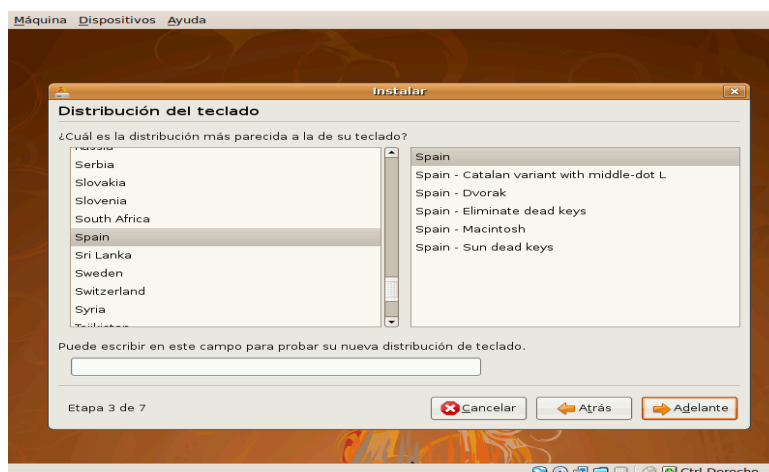 Máquina Dispositivos Ayuda
Instalar
Distribución del teclado
¿Cuál es la distribución más parecida a la de su teclado?
Russia
Serbia
Slovakia
Slovenia
South Africa
Spain
Sri Lanka
Sweden
Switzerland
Syria
Tajikistan
Spain
Spain - Catalan variant with middle-dot L
Spain - Dvorak
Spain - Eliminate dead keys
Spain - Macintosh
Spain - Sun dead keys
Puede escribir en este campo para probar su nueva distribución de teclado.
Etapa 3 de 7
Cancelar Atrás Adelante
Ctrl Derecho